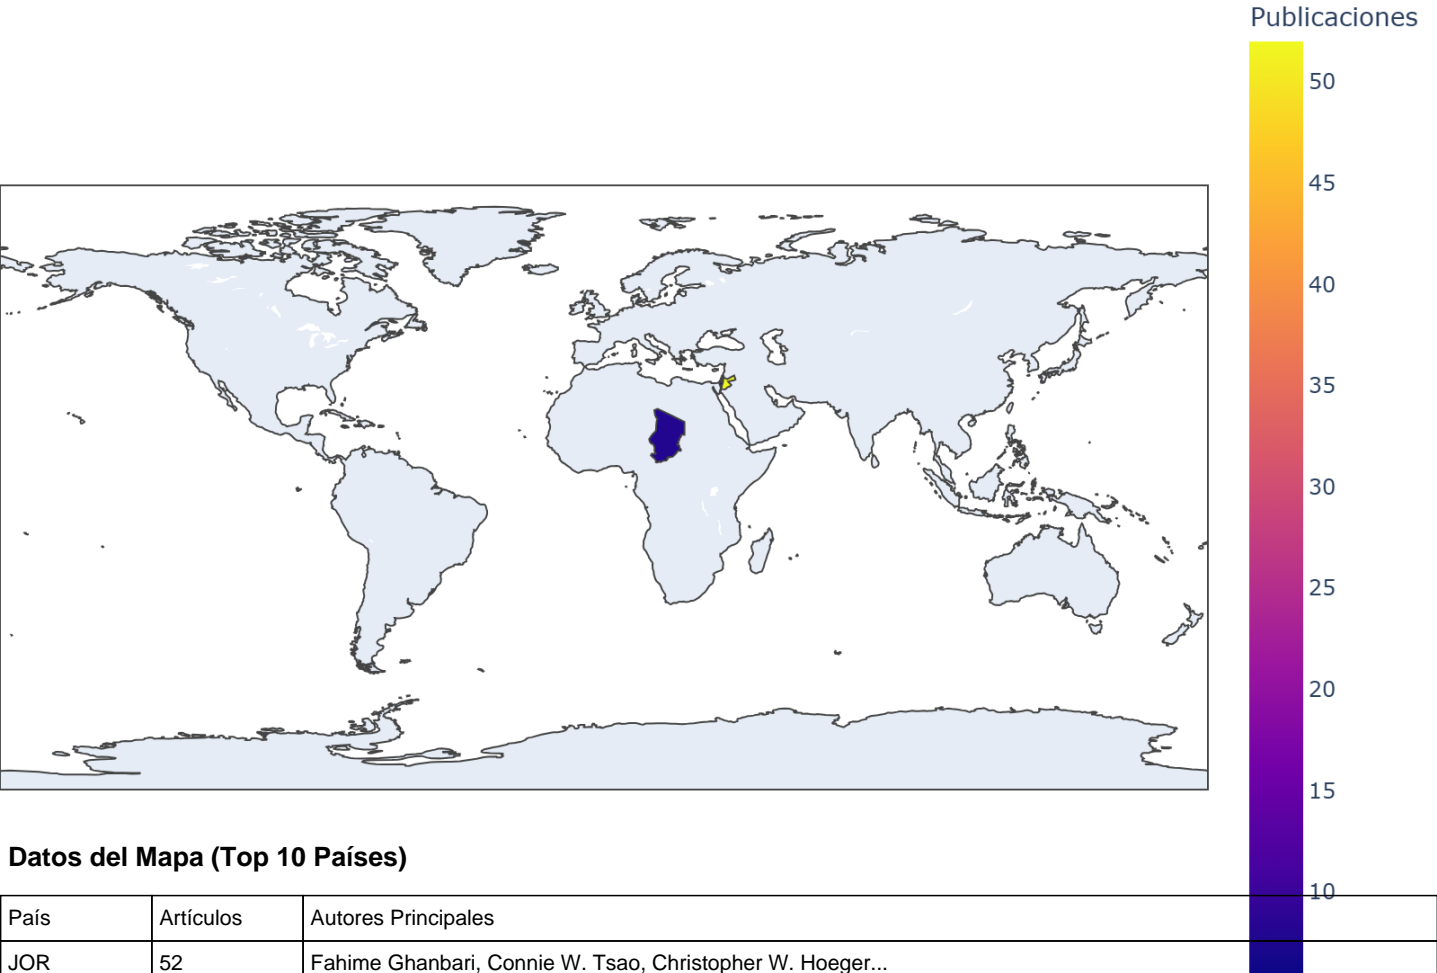 Publicaciones
50
45
40
35
30
25
20
15
10
Datos del Mapa (Top 10 Países)
País Artículos Autores Principales
JOR 52 Fahime Ghanbari, Connie W. Tsao, Christopher W. Hoeger...